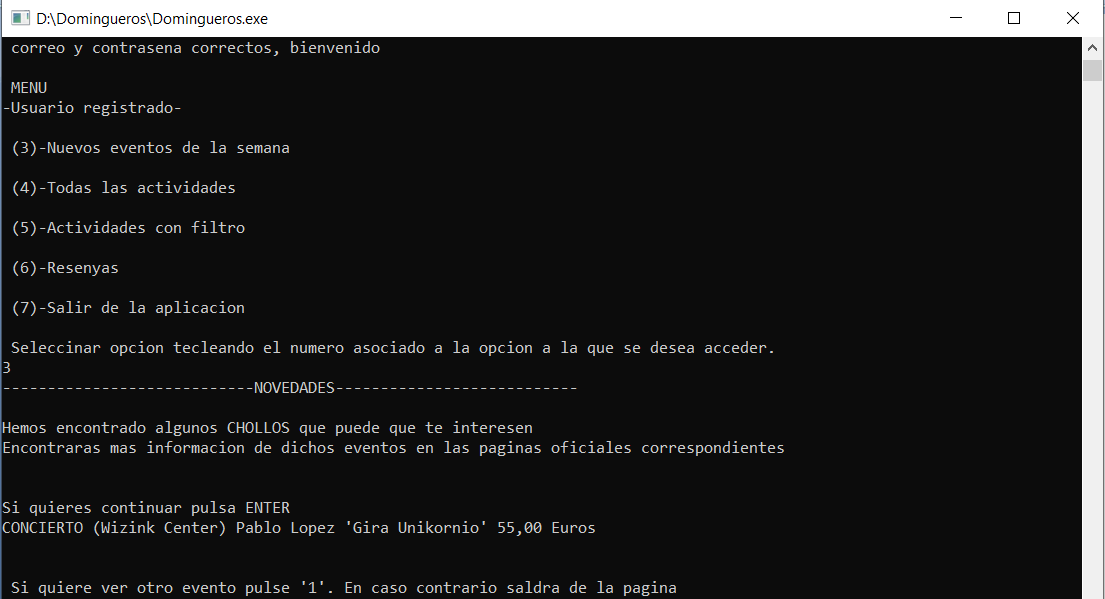 D:\Domingueros\Domingueros.exe
correo y contrasena correctos, bienvenido
MENU
-Usuario registrado-
(3)-Nuevos eventos de la semana
(4)-Todas las actividades
(5)-Actividades con filtro
(6)-Resenyas
(7)-Salir de la aplicacion
Seleccinar opcion tecleando el numero asociado a la opcion a la que se desea acceder.
3
----------------------------NOVEDADES---------------------------
Hemos encontrado algunos CHOLLOS que puede que te interesen
Encontraras mas informacion de dichos eventos en las paginas oficiales correspondientes
Si quieres continuar pulsa ENTER
CONCIERTO (Wizink Center) Pablo Lopez 'Gira Unikornio' 55,00 Euros
Si quiere ver otro evento pulse '1'. En caso contrario saldra de la pagina